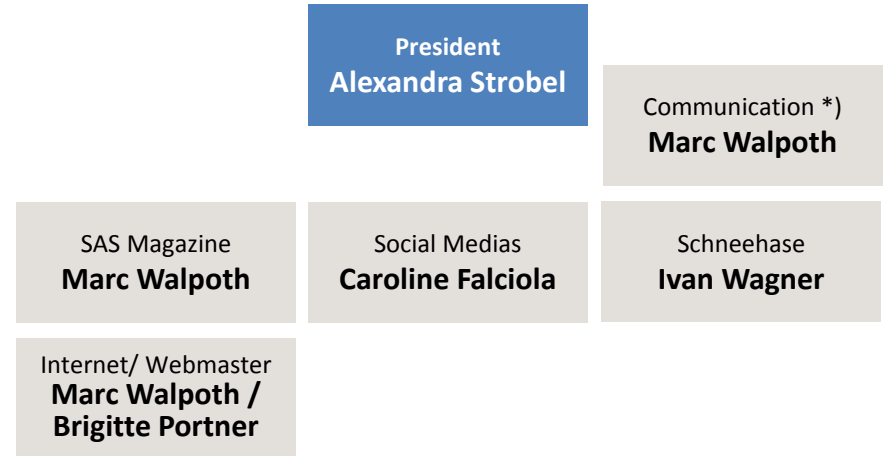 President
Alexandra Strobel
Communication *)
Marc Walpoth
SAS Magazine
Marc Walpoth
Social Medias
Caroline Falciola
Schneehase
Ivan Wagner
Internet/ Webmaster
Marc Walpoth /
Brigitte Portner